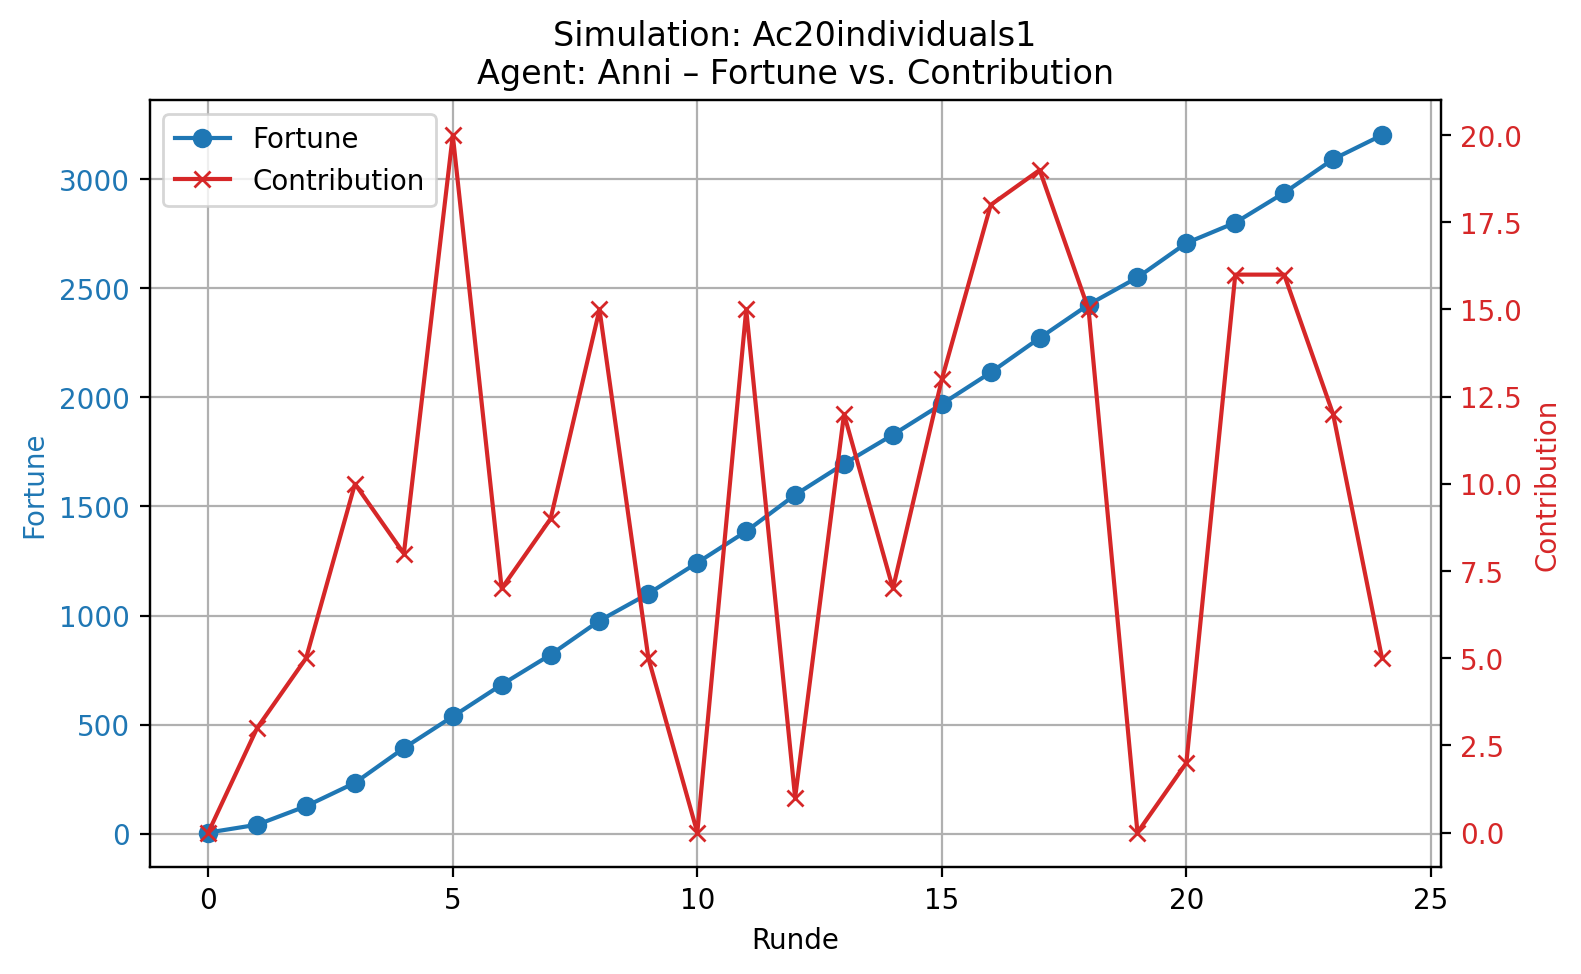 Simulation: Ac20individuals1
Agent: Anni – Fortune vs. Contribution
Fortune
Contribution
3000
2500
2000
1500
1000
500
0
Fortune
20.0
17.5
15.0
12.5
10.0
7.5
5.0
2.5
0.0
Contribution
0 5 10 15 20 25
Runde